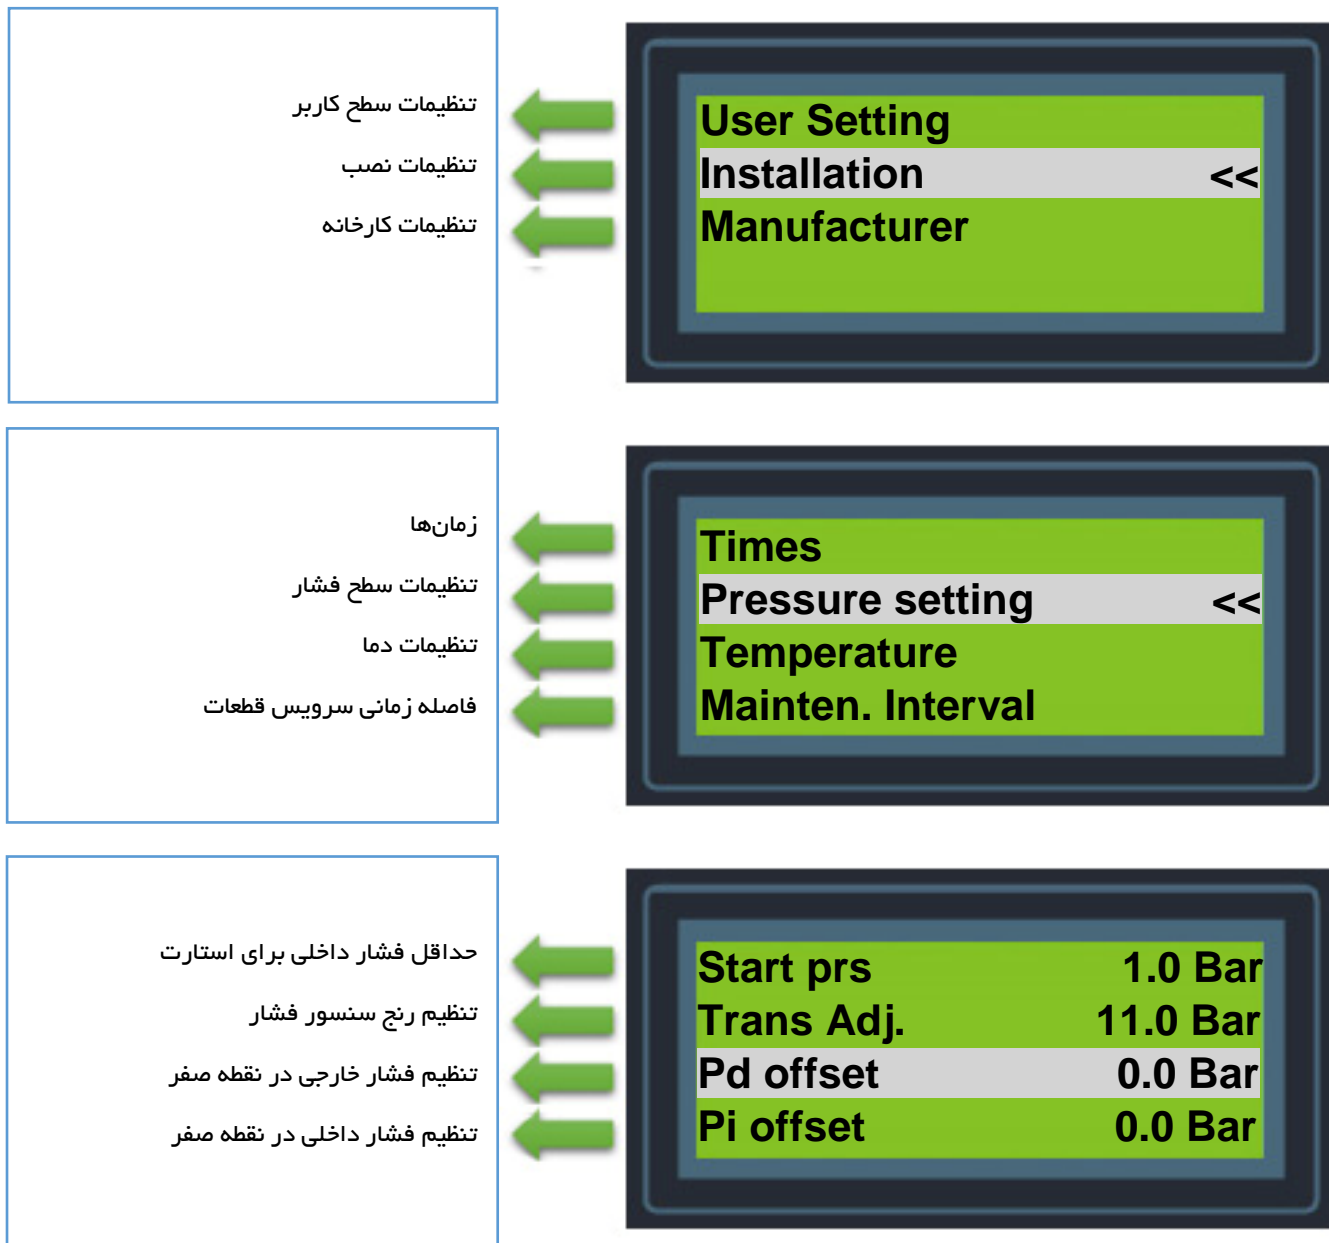 تنظیمات سطح کاربر
تنظیمات نصب
تنظیمات کارخانه
User Setting
Installation <<
Manufacturer
زمان‌ها
تنظیمات سطح فشار
تنظیمات دما
فاصله زمانی سرویس قطعات
Times
Pressure setting <<
Temperature
Mainten. Interval
حداقل فشار داخلی برای استارت
تنظیم رنج سنسور فشار
تنظیم فشار خارجی در نقطه صفر
تنظیم فشار داخلی در نقطه صفر
Start prs 1.0 Bar
Trans Adj. 11.0 Bar
Pd offset 0.0 Bar
Pi offset 0.0 Bar